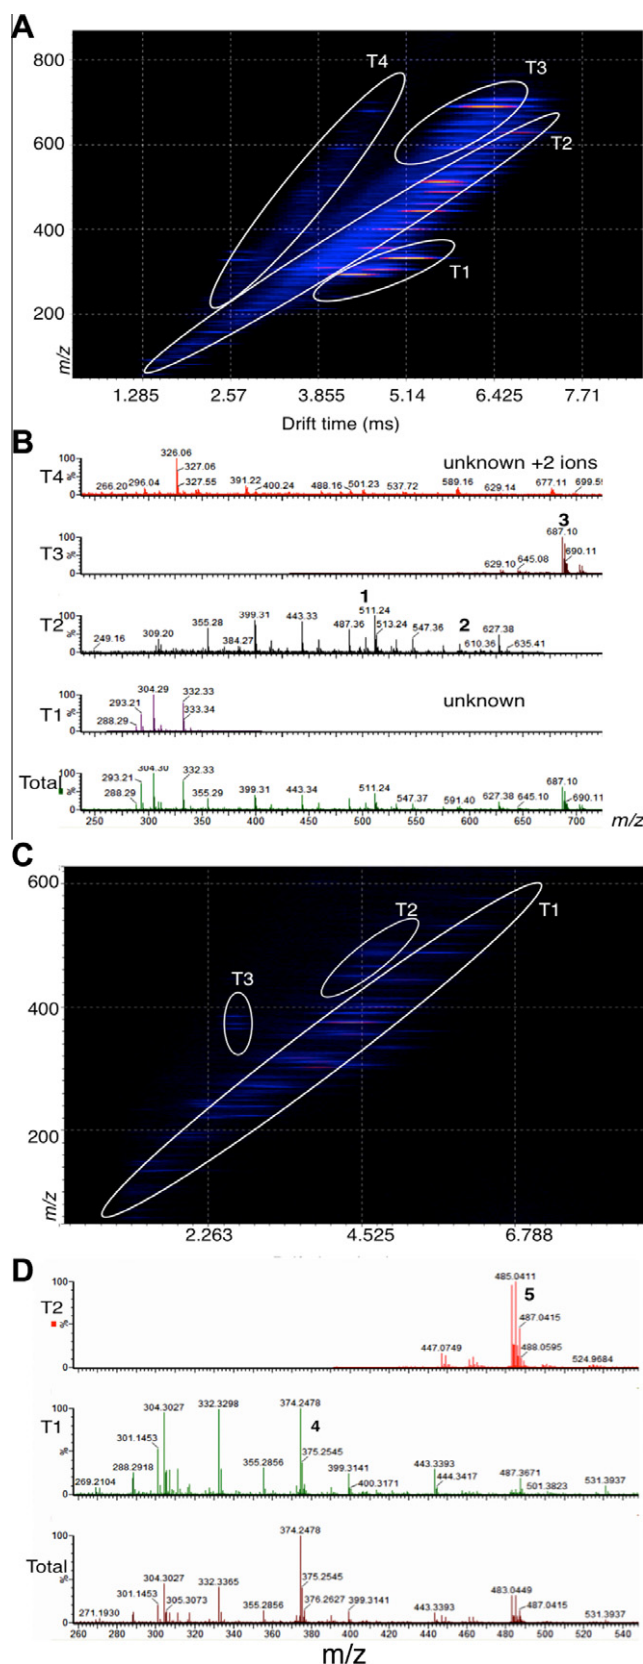 A
800
600
400
200
m/z
T4
T3
T2
T1
1.285 2.57 3.855 5.14 6.425 7.71
Drift time (ms)
B
T4
100
%
0
266.20 296.04 326.06 327.06 327.55 391.22 400.24 488.16 501.23 537.72 589.16 629.14 677.11
unknown +2 ions
T3
100
%
0
629.10 645.08 687.10 690.11
3
T2
100
%
0
249.16 309.20 355.28 384.27 399.31 443.33 487.36 511.24 513.24 547.36 610.36 627.38 635.41
1
2
T1
100
%
0
288.29 293.21 304.29 332.33 333.34
unknown
Total
100
%
0
288.29 293.21 304.30 332.33 355.29 399.31 443.34 511.24 547.37 591.40 627.38 645.10 687.10 690.11
250 300 350 400 450 500 550 600 650 700 m/z
C
600
400
200
m/z
T3
T2
T1
2.263 4.525 6.788
D
T2
100
%
0
447.0749 485.0411 487.0415 488.0595 524.9684
5
T1
100
%
0
269.2104 288.2918 301.1453 304.3027 332.3298 355.2856 374.2478 375.2545 399.3141 400.3171 443.3393 444.3417 487.3671 501.3823 531.3937
4
Total
100
%
0
271.1930 301.1453 304.3027 305.3073 332.3365 355.2856 374.2478 375.2545 376.2627 399.3141 443.3393 483.0449 487.0415 531.3937
260 280 300 320 340 360 380 400 420 440 460 480 500 520 540
m/z